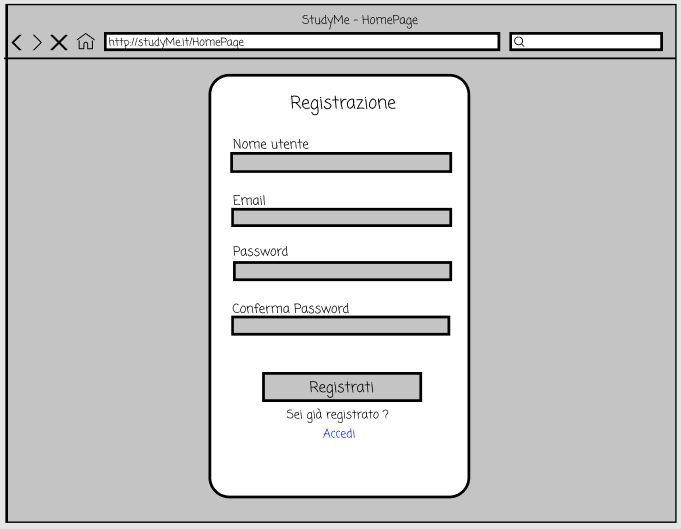 StudyMe - HomePage
http://studyMe.it/HomePage
Registrazione
Nome utente
Email
Password
Conferma Password
Registrati
Sei già registrato ?
Accedi